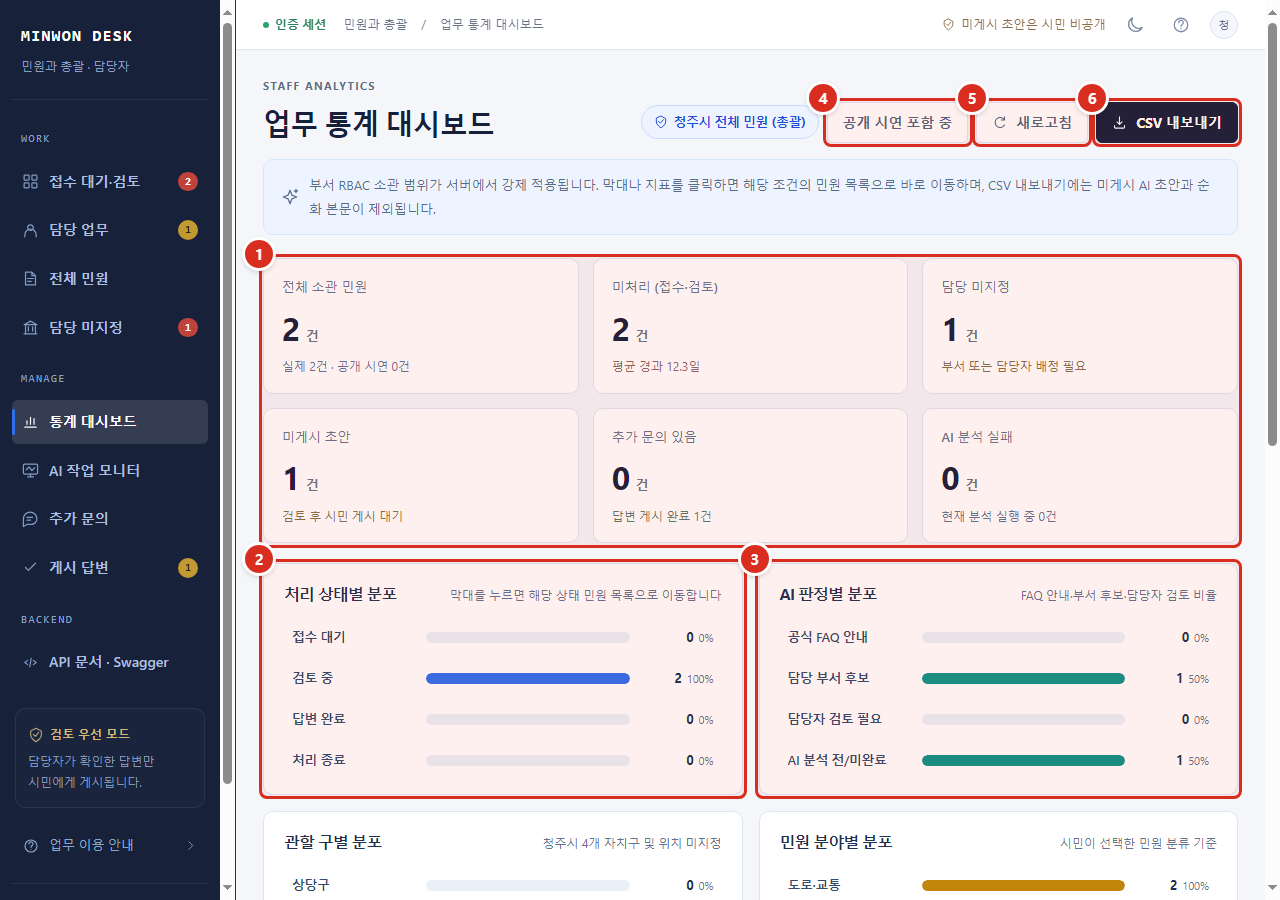 MINWON DESK
민원과 총괄 · 담당자
WORK
접수 대기·검토 2
담당 업무 1
전체 민원
담당 미지정 1
MANAGE
통계 대시보드
AI 작업 모니터
추가 문의
게시 답변 1
BACKEND
API 문서 · Swagger
검토 우선 모드
담당자가 확인한 답변만
시민에게 게시됩니다.
업무 이용 안내
인증 세션 민원과 총괄 / 업무 통계 대시보드
미게시 초안은 시민 비공개
청
STAFF ANALYTICS
업무 통계 대시보드
청주시 전체 민원 (총괄)
4 공개 시연 포함 중
5 새로고침
6 CSV 내보내기
부서 RBAC 소관 범위가 서버에서 강제 적용됩니다. 막대나 지표를 클릭하면 해당 조건의 민원 목록으로 바로 이동하며, CSV 내보내기에는 미게시 AI 초안과 순
화 본문이 제외됩니다.
1
전체 소관 민원
2 건
실제 2건 · 공개 시연 0건
미처리 (접수·검토)
2 건
평균 경과 12.3일
담당 미지정
1 건
부서 또는 담당자 배정 필요
미게시 초안
1 건
검토 후 시민 게시 대기
추가 문의 있음
0 건
답변 게시 완료 1건
AI 분석 실패
0 건
현재 분석 실행 중 0건
2
처리 상태별 분포 막대를 누르면 해당 상태 민원 목록으로 이동합니다
접수 대기 0 0%
검토 중 2 100%
답변 완료 0 0%
처리 종료 0 0%
3
AI 판정별 분포 FAQ 안내·부서 후보·담당자 검토 비율
공식 FAQ 안내 0 0%
담당 부서 후보 1 50%
담당자 검토 필요 0 0%
AI 분석 전/미완료 1 50%
관할 구별 분포 청주시 4개 자치구 및 위치 미지정
상당구 0 0%
민원 분야별 분포 시민이 선택한 민원 분류 기준
도로·교통 2 100%